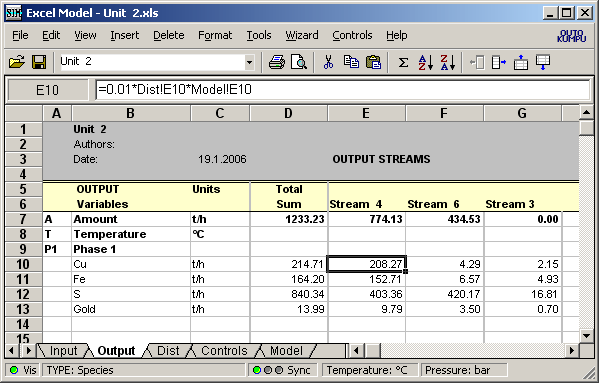 Excel Model - Unit 2.xls
File Edit View Insert Delete Format Tools Wizard Controls Help OUTO KUMPU
Unit 2
E10 =0.01*Dist!E10*Model!E10
A B C D E F G
1 Unit 2
2 Authors:
3 Date: 19.1.2006 OUTPUT STREAMS
4
5 OUTPUT Units Total
6 Variables Sum Stream 4 Stream 6 Stream 3
7 A Amount t/h 1233.23 774.13 434.53 0.00
8 T Temperature °C
9 P1 Phase 1
10 Cu t/h 214.71 208.27 4.29 2.15
11 Fe t/h 164.20 152.71 6.57 4.93
12 S t/h 840.34 403.36 420.17 16.81
13 Gold t/h 13.99 9.79 3.50 0.70
14
15
Input Output Dist Controls Model
Vis TYPE: Species Sync Temperature: °C Pressure: bar